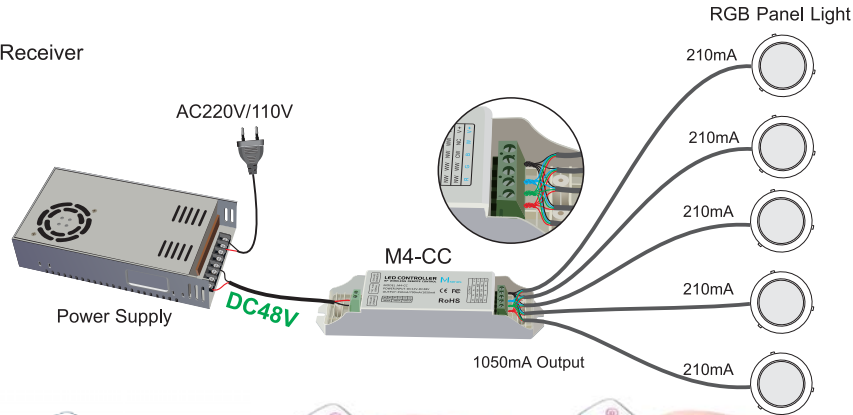 RGB Panel Light
Receiver
210mA
AC220V/110V
210mA
210mA
M4-CC
LED CONTROLLER
RoHS
DC48V
Power Supply
210mA
1050mA Output
210mA